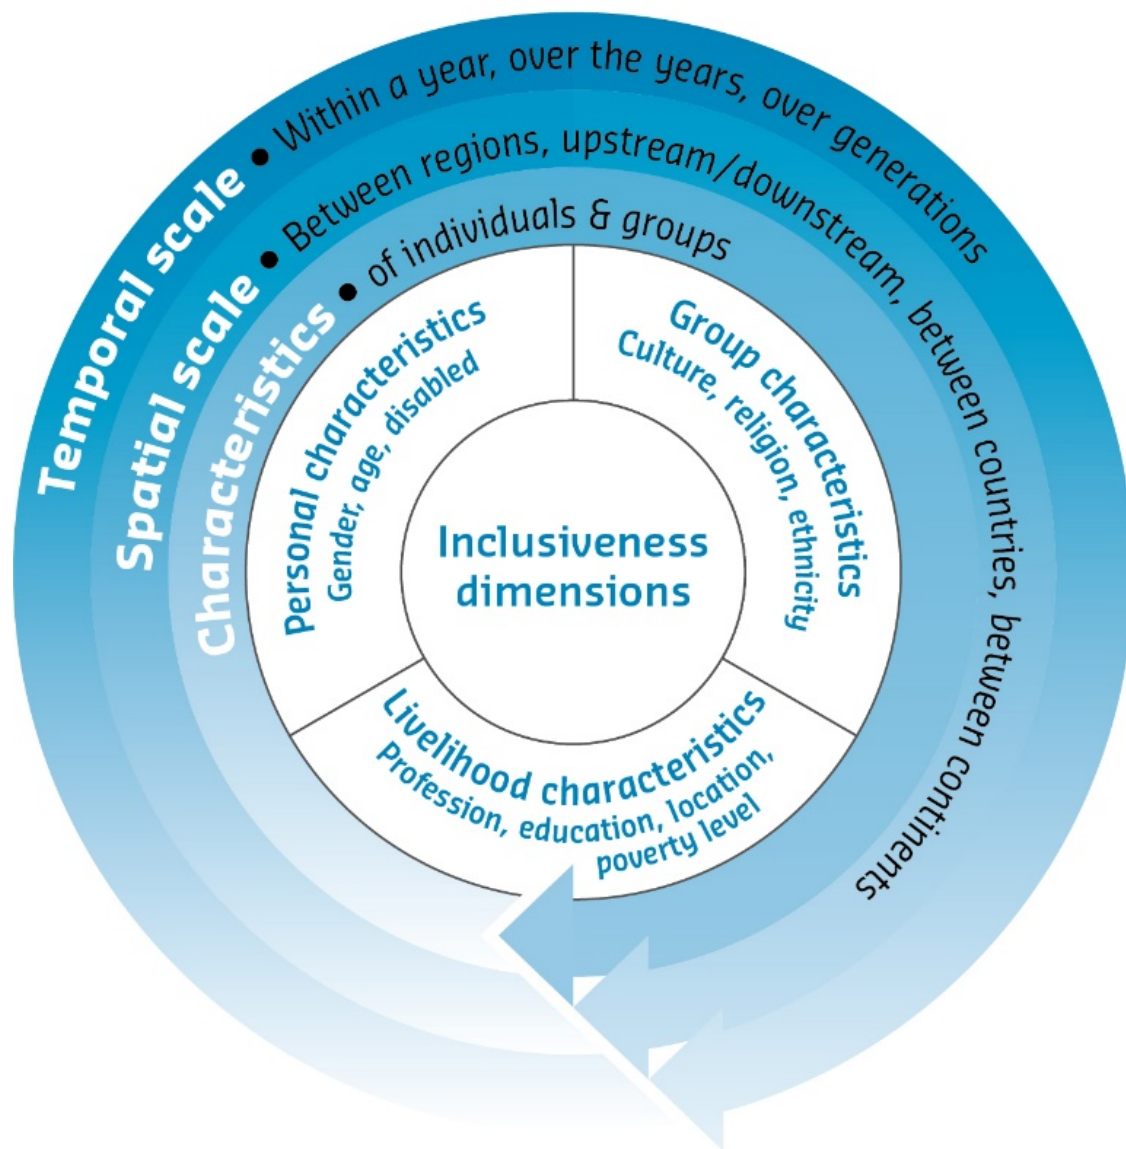 Temporal scale • Within a year, over the years, over generations
Spatial scale • Between regions, upstream/downstream, between countries, between continents
Characteristics • of individuals & groups
Personal characteristics
Gender, age, disabled
Group characteristics
Culture, religion, ethnicity
Inclusiveness
dimensions
Livelihood characteristics
Profession, education, location,
poverty level